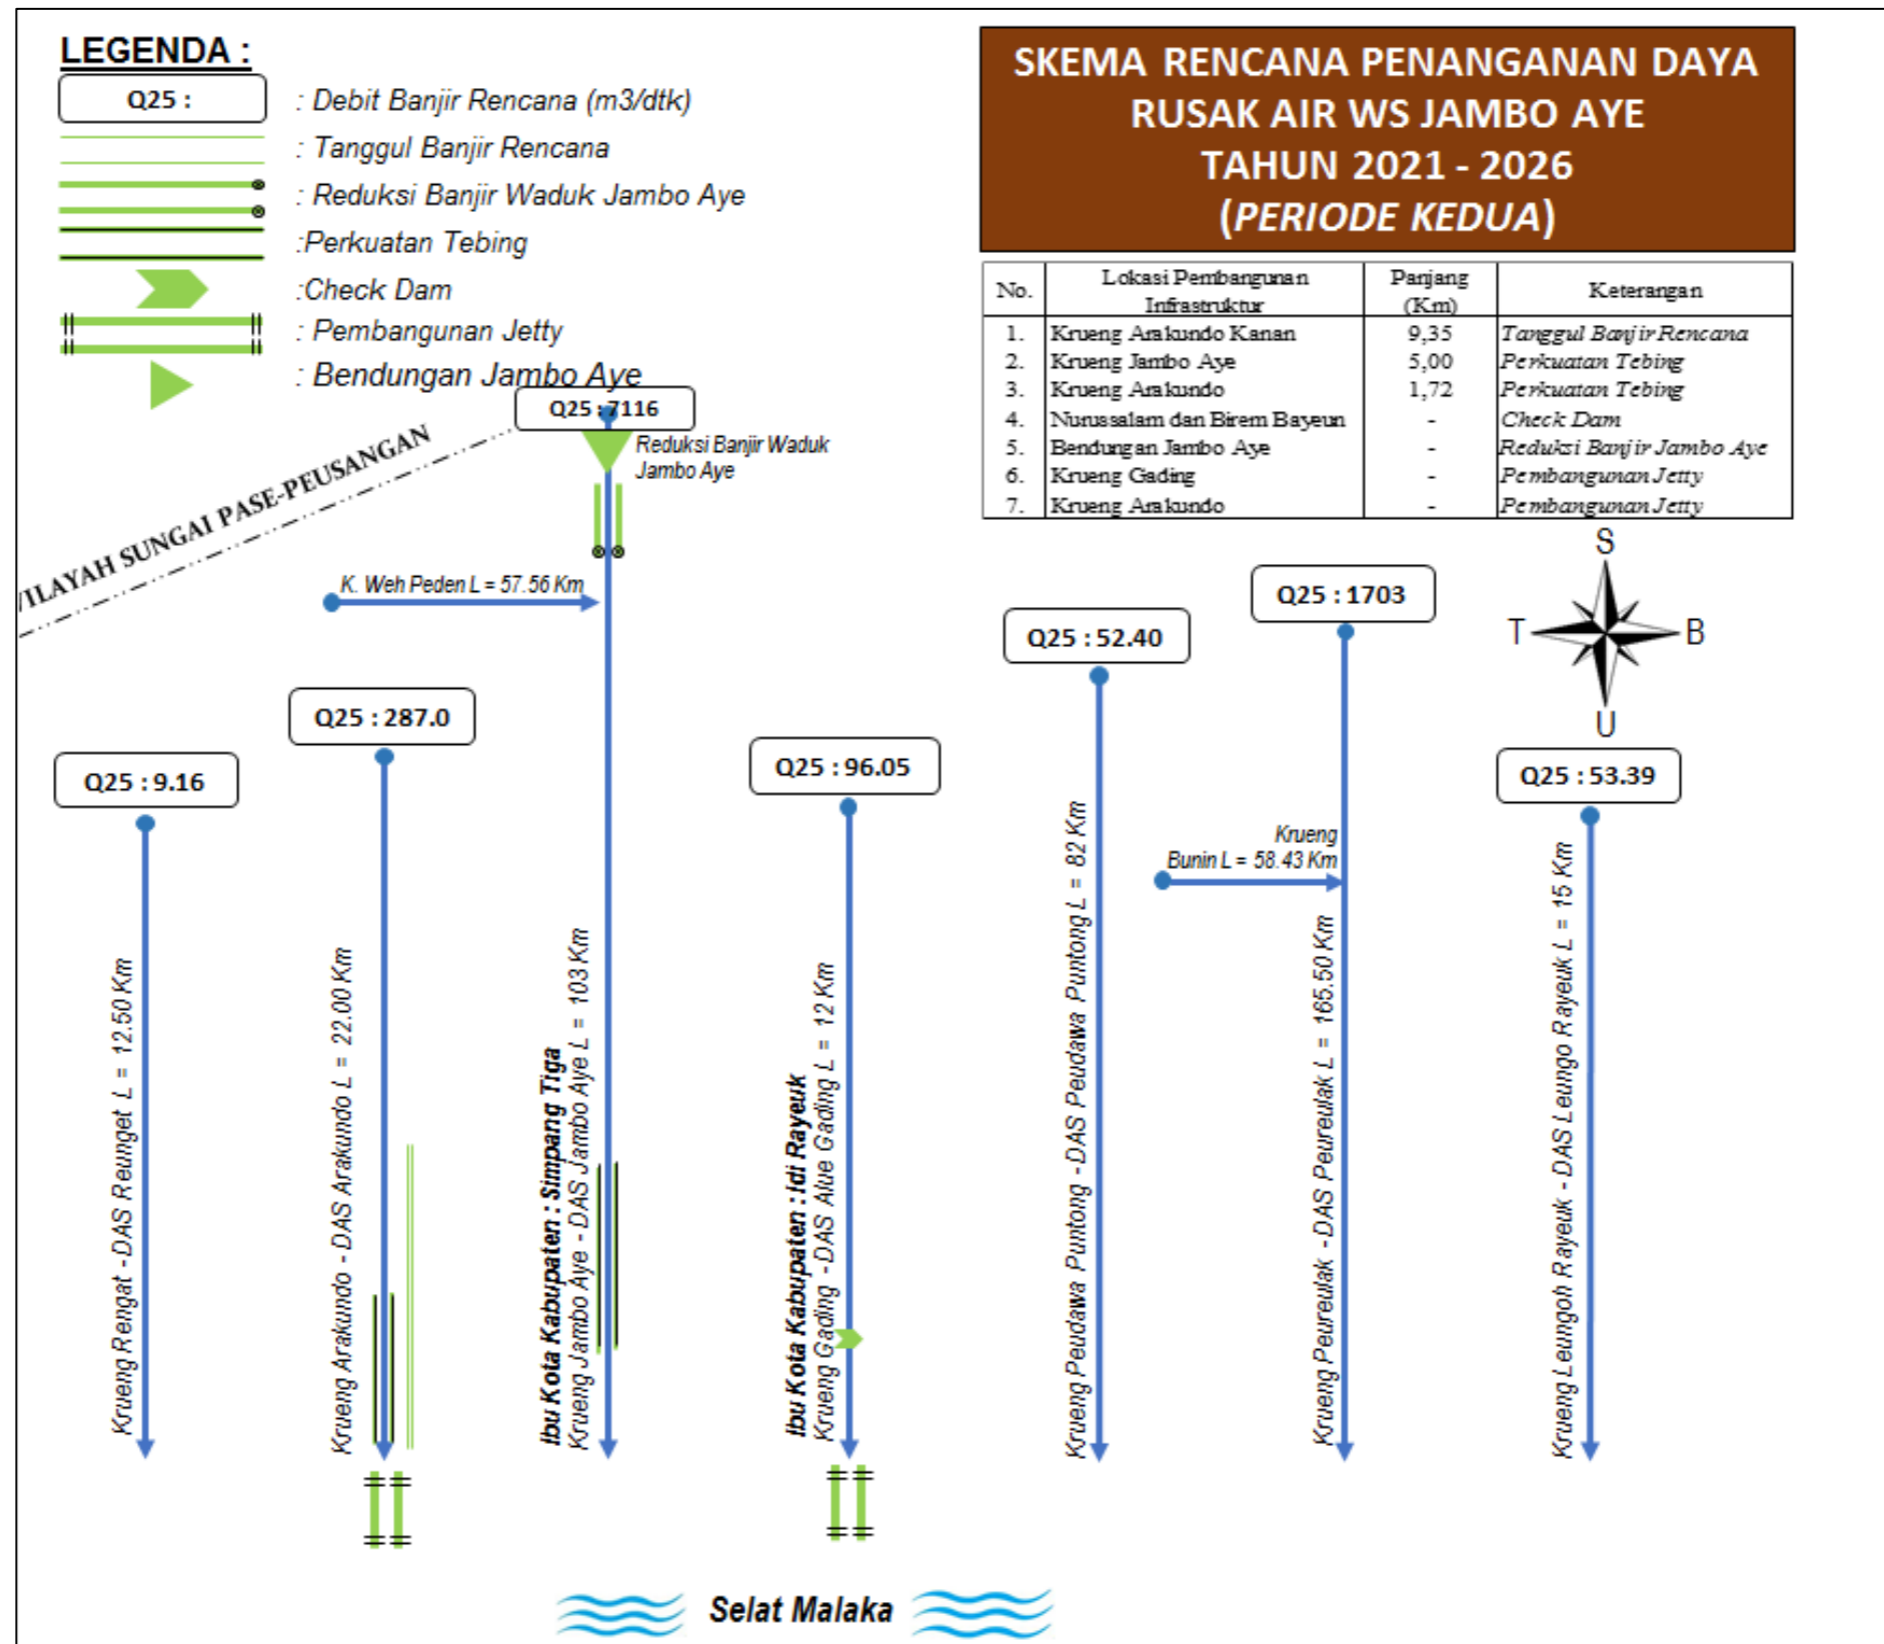 LEGENDA :
Q25 :
: Debit Banjir Rencana (m3/dtk)
: Tanggul Banjir Rencana
: Reduksi Banjir Waduk Jambo Aye
:Perkuatan Tebing
:Check Dam
: Pembangunan Jetty
: Bendungan Jambo Aye
SKEMA RENCANA PENANGANAN DAYA
RUSAK AIR WS JAMBO AYE
TAHUN 2021 - 2026
(PERIODE KEDUA)
No. Lokasi Pembangunan Infrastruktur Panjang (Km) Keterangan
1. Krueng Arakundo Kanan 9,35 Tanggul Banjir Rencana
2. Krueng Jambo Aye 5,00 Perkuatan Tebing
3. Krueng Arakundo 1,72 Perkuatan Tebing
4. Nurussalam dan Birem Bayeun - Check Dam
5. Bendungan Jambo Aye - Reduksi Banjir Jambo Aye
6. Krueng Gading - Pembangunan Jetty
7. Krueng Arakundo - Pembangunan Jetty
S
T
B
U
Q25 : 7116
Reduksi Banjir Waduk
Jambo Aye
SUNGAI PASE-PEUSANGAN
K. Weh Peden L = 57.56 Km
Q25 : 9.16
Q25 : 287.0
Q25 : 96.05
Q25 : 52.40
Q25 : 1703
Q25 : 53.39
Krueng
Bunin L = 58.43 Km
Krueng Rengat - DAS Reunget L = 12.50 Km
Krueng Arakundo - DAS Arakundo L = 22.00 Km
Ibu Kota Kabupaten : Simpang Tiga
Krueng Jambo Aye - DAS Jambo Aye L = 103 Km
Ibu Kota Kabupaten : Idi Rayeuk
Krueng Gading - DAS Alue Gading L = 12 Km
Krueng Peudawa Puntong - DAS Peudawa Puntong L = 82 Km
Krueng Peureulak - DAS Peureulak L = 165.50 Km
Krueng Leungoh Rayeuk - DAS Leungo Rayeuk L = 15 Km
Selat Malaka